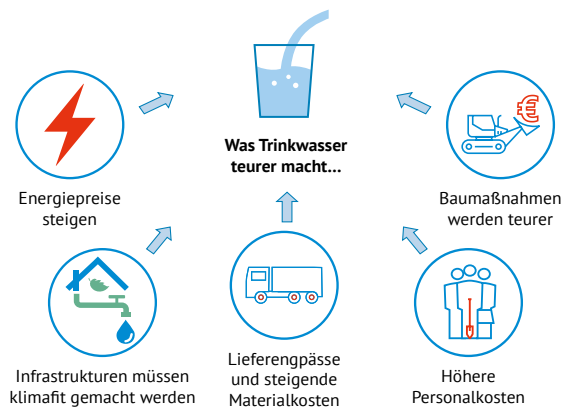 Was Trinkwasser
teurer macht...
Energiepreise
steigen
€
Baumaßnahmen
werden teurer
Infrastrukturen müssen
klimafit gemacht werden
Lieferengpässe
und steigende
Materialkosten
Höhere
Personalkosten